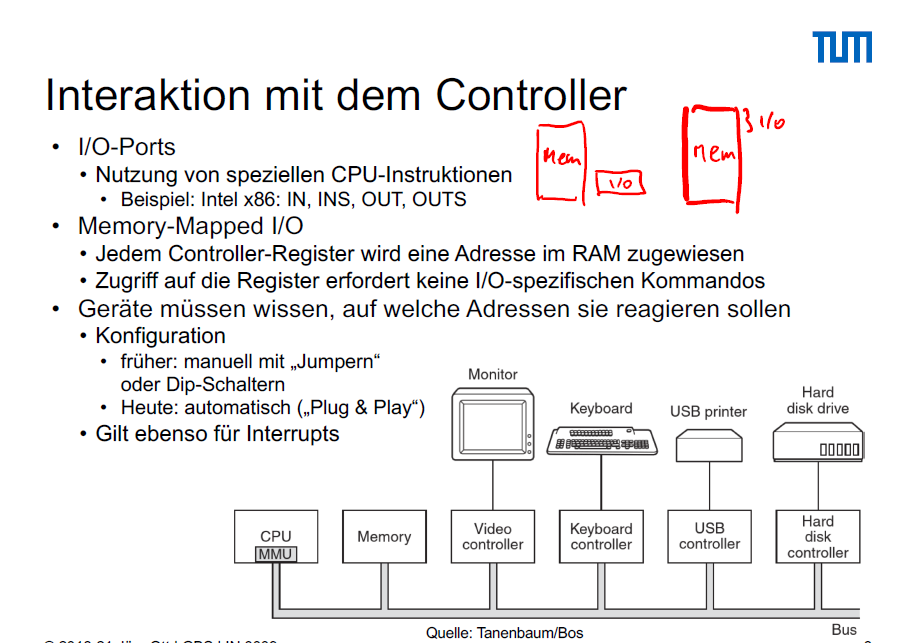 TUM
Interaktion mit dem Controller
• I/O-Ports
• Nutzung von speziellen CPU-Instruktionen
• Beispiel: Intel x86: IN, INS, OUT, OUTS
Mem
I/O
Mem
I/O
• Memory-Mapped I/O
• Jedem Controller-Register wird eine Adresse im RAM zugewiesen
• Zugriff auf die Register erfordert keine I/O-spezifischen Kommandos
• Geräte müssen wissen, auf welche Adressen sie reagieren sollen
• Konfiguration
• früher: manuell mit „Jumpern“
oder Dip-Schaltern
• Heute: automatisch („Plug & Play“)
• Gilt ebenso für Interrupts
Monitor
Keyboard
USB printer
Hard
disk drive
CPU
MMU
Memory
Video
controller
Keyboard
controller
USB
controller
Hard
disk
controller
Bus
Quelle: Tanenbaum/Bos